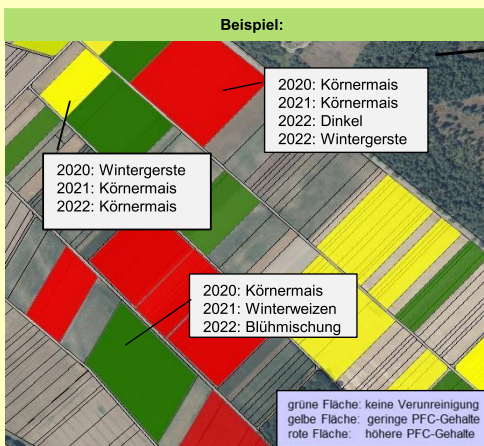 Beispiel:
2020: Körnermais
2021: Körnermais
2022: Dinkel
2022: Wintergerste
2020: Wintergerste
2021: Körnermais
2022: Körnermais
2020: Körnermais
2021: Winterweizen
2022: Blühmischung
grüne Fläche: keine Verunreinigung
gelbe Fläche: geringe PFC-Gehalte
rote Fläche: höhere PFC-Gehalte